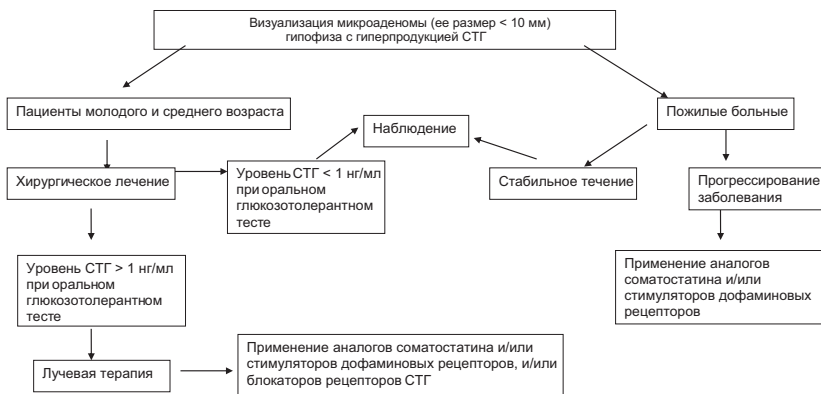 Визуализация микроаденомы (ее размер < 10 мм)
гипофиза с гиперпродукцией СТГ
Пациенты молодого и среднего возраста
Пожилые больные
Наблюдение
Хирургическое лечение
Уровень СТГ < 1 нг/мл
при оральном
глюкозотолерантном
тесте
Стабильное течение
Прогрессирование
заболевания
Уровень СТГ > 1 нг/мл
при оральном
глюкозотолерантном
тесте
Применение аналогов
соматостатина и/или
стимуляторов дофаминовых
рецепторов
Лучевая терапия
Применение аналогов соматостатина и/или
стимуляторов дофаминовых рецепторов, и/или
блокаторов рецепторов СТГ